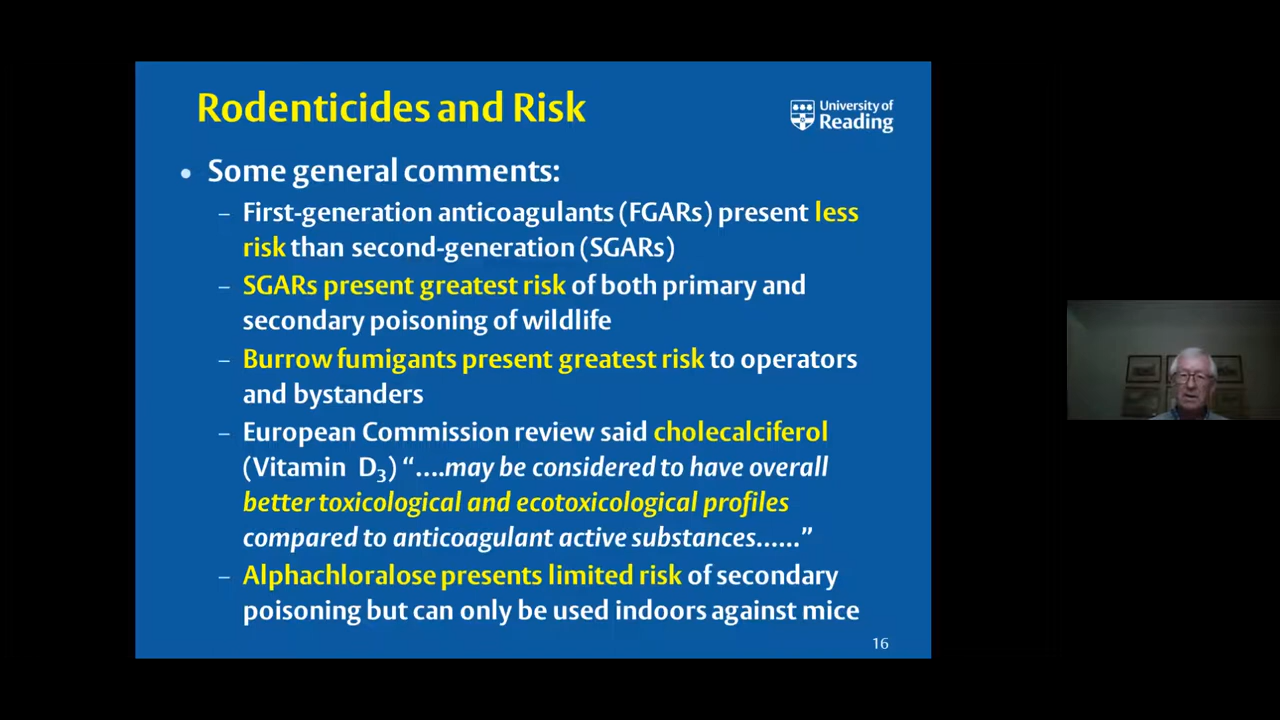 Rodenticides and Risk
University of
Reading
• Some general comments:
– First-generation anticoagulants (FGARs) present less
risk than second-generation (SGARs)
– SGARs present greatest risk of both primary and
secondary poisoning of wildlife
– Burrow fumigants present greatest risk to operators
and bystanders
– European Commission review said cholecalciferol
(Vitamin D₃) “….may be considered to have overall
better toxicological and ecotoxicological profiles
compared to anticoagulant active substances……”
– Alphachloralose presents limited risk of secondary
poisoning but can only be used indoors against mice
16